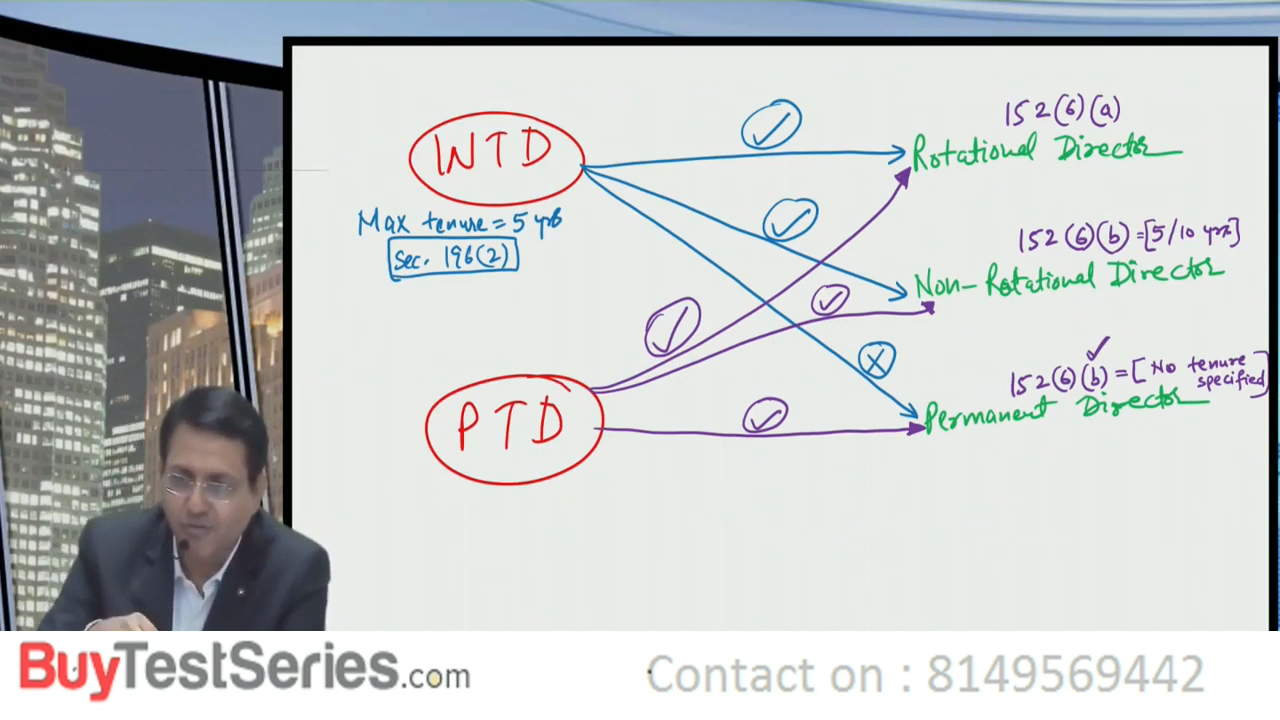 152(6)(a)
WTD
Rotational Director
Max tenure = 5 yrs
Sec. 196(2)
152(6)(b) = [5/10 yrs]
Non-Rotational Director
152(6)(b) = [No tenure
specified]
Permanent Director
PTD
BuyTestSeries.com
Contact on : 8149569442